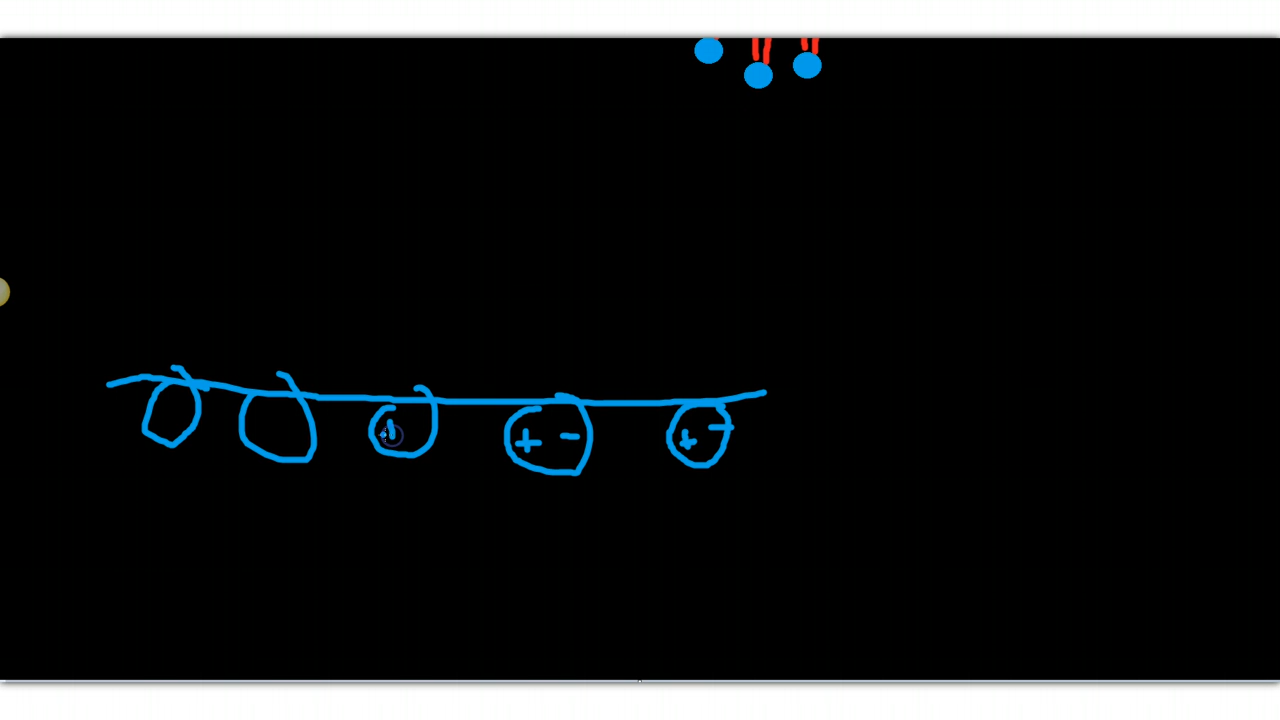 + - + -